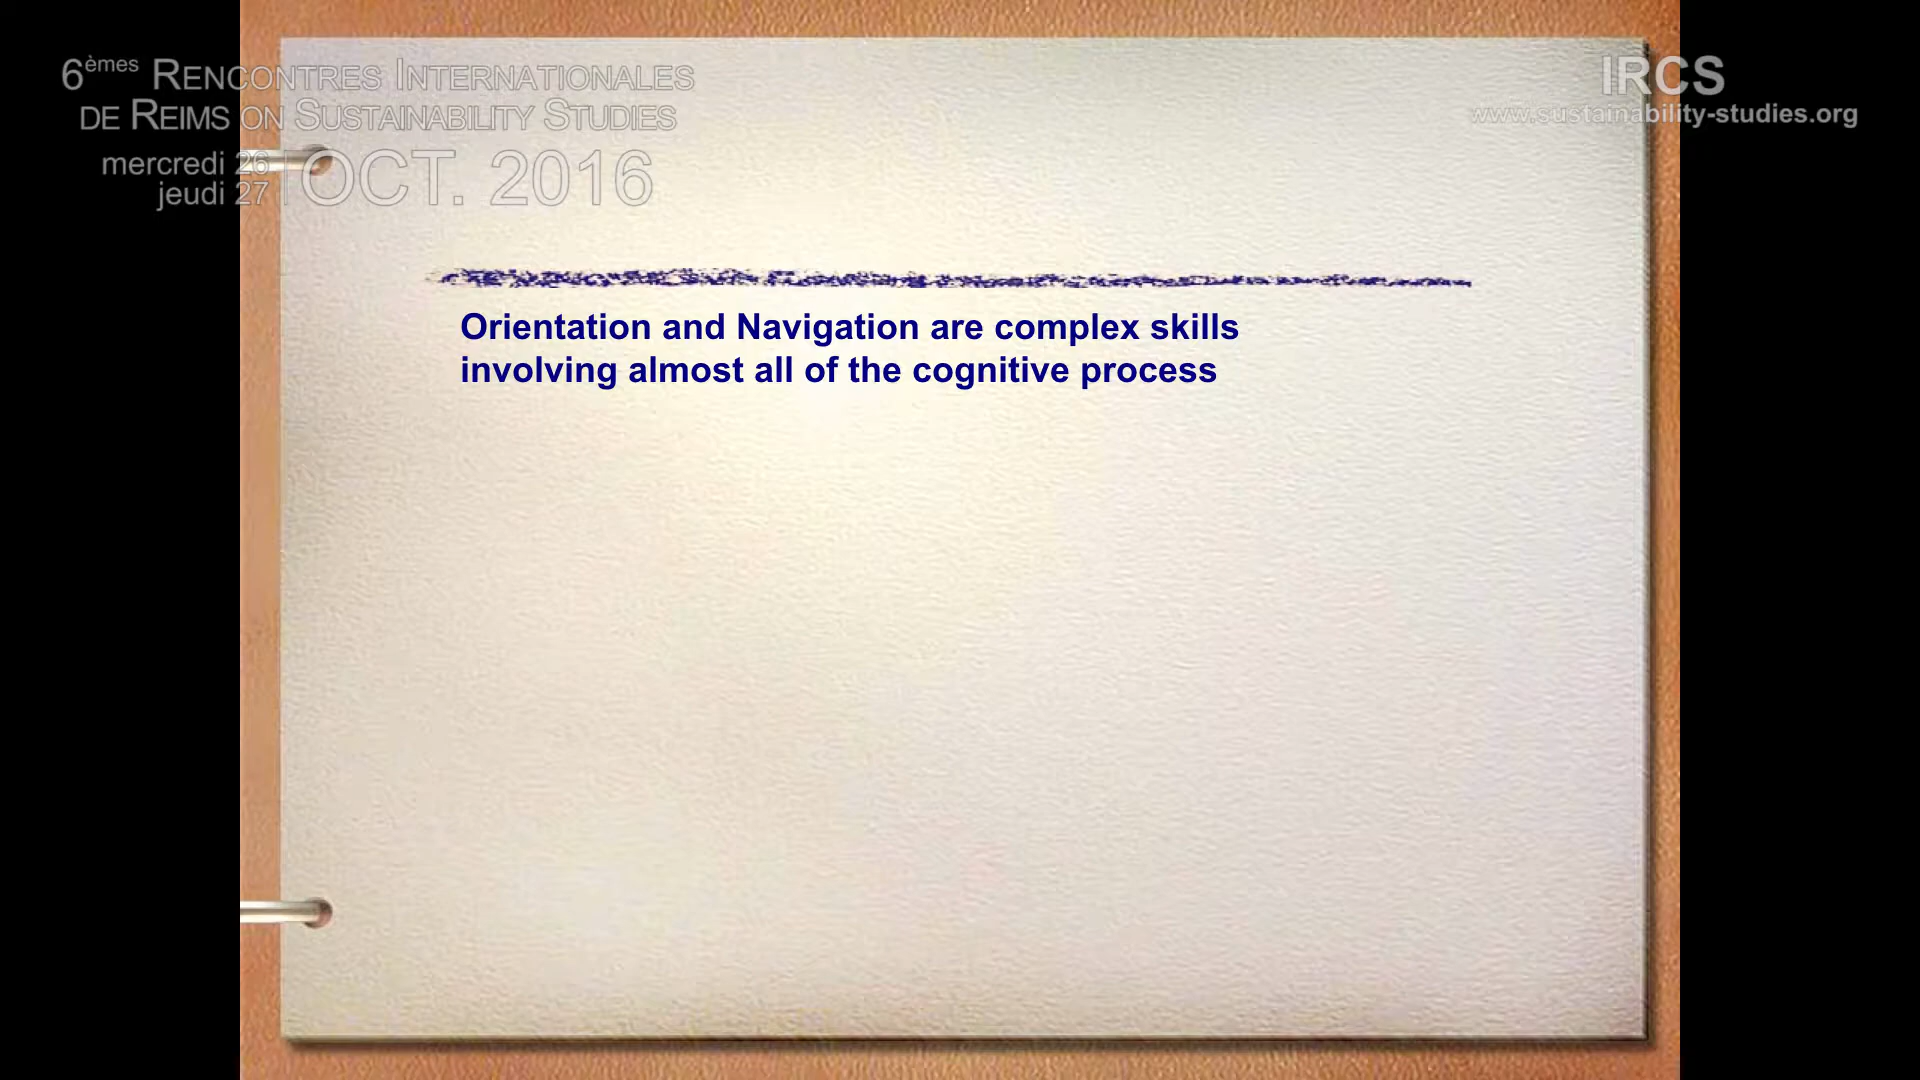 6èmes Rencontres Internationales
de Reims on Sustainability Studies
mercredi 26
jeudi 27
OCT. 2016
IRCS
www.sustainability-studies.org
Orientation and Navigation are complex skills
involving almost all of the cognitive process